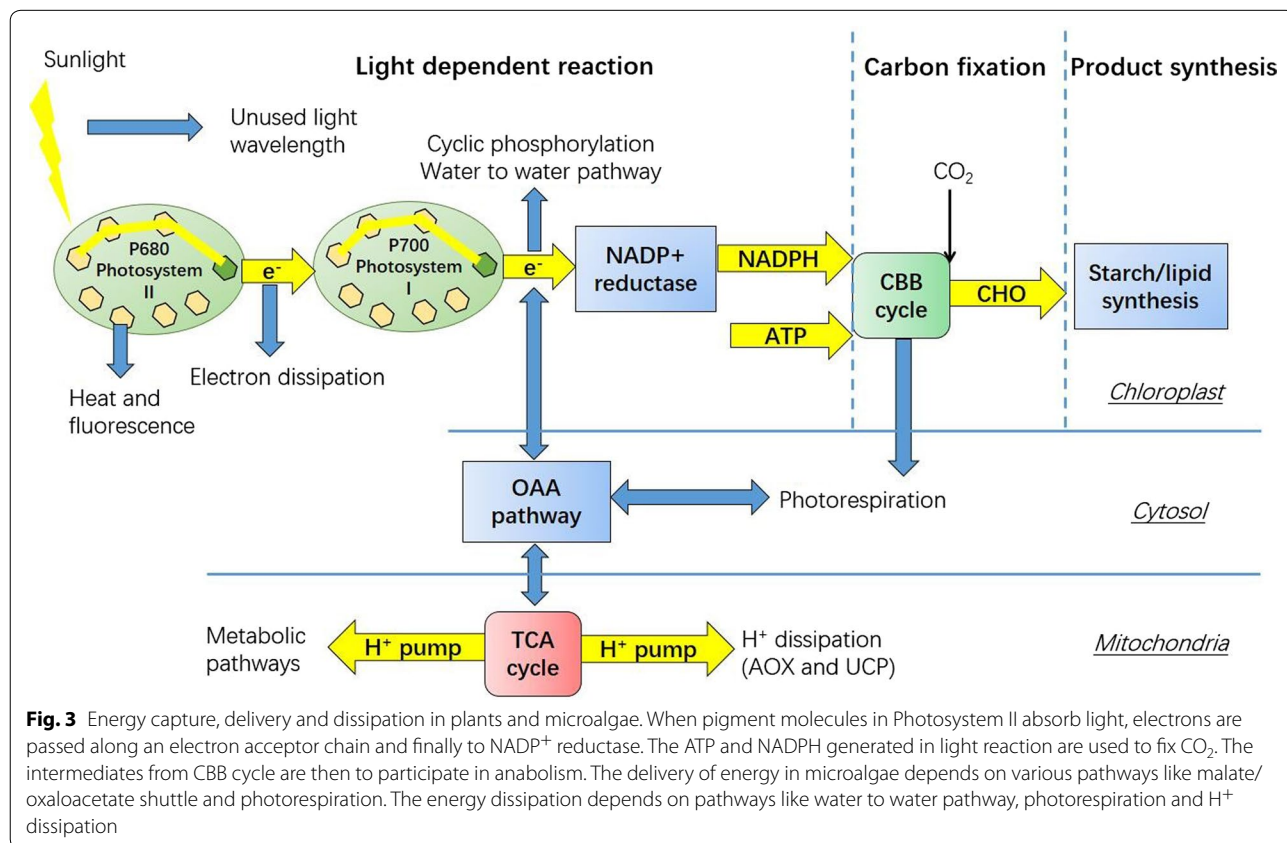 Sunlight
Light dependent reaction
Carbon fixation
Product synthesis
Unused light
wavelength
Cyclic phosphorylation
Water to water pathway
CO₂
P680
Photosystem
II
e⁻
P700
Photosystem
I
e⁻
NADP+
reductase
NADPH
ATP
CBB
cycle
CHO
Starch/lipid
synthesis
Heat and
fluorescence
Electron dissipation
Chloroplast
OAA
pathway
Photorespiration
Cytosol
Metabolic
pathways
H⁺ pump
TCA
cycle
H⁺ pump
H⁺ dissipation
(AOX and UCP)
Mitochondria
Fig. 3 Energy capture, delivery and dissipation in plants and microalgae. When pigment molecules in Photosystem II absorb light, electrons are
passed along an electron acceptor chain and finally to NADP⁺ reductase. The ATP and NADPH generated in light reaction are used to fix CO₂. The
intermediates from CBB cycle are then to participate in anabolism. The delivery of energy in microalgae depends on various pathways like malate/
oxaloacetate shuttle and photorespiration. The energy dissipation depends on pathways like water to water pathway, photorespiration and H⁺
dissipation